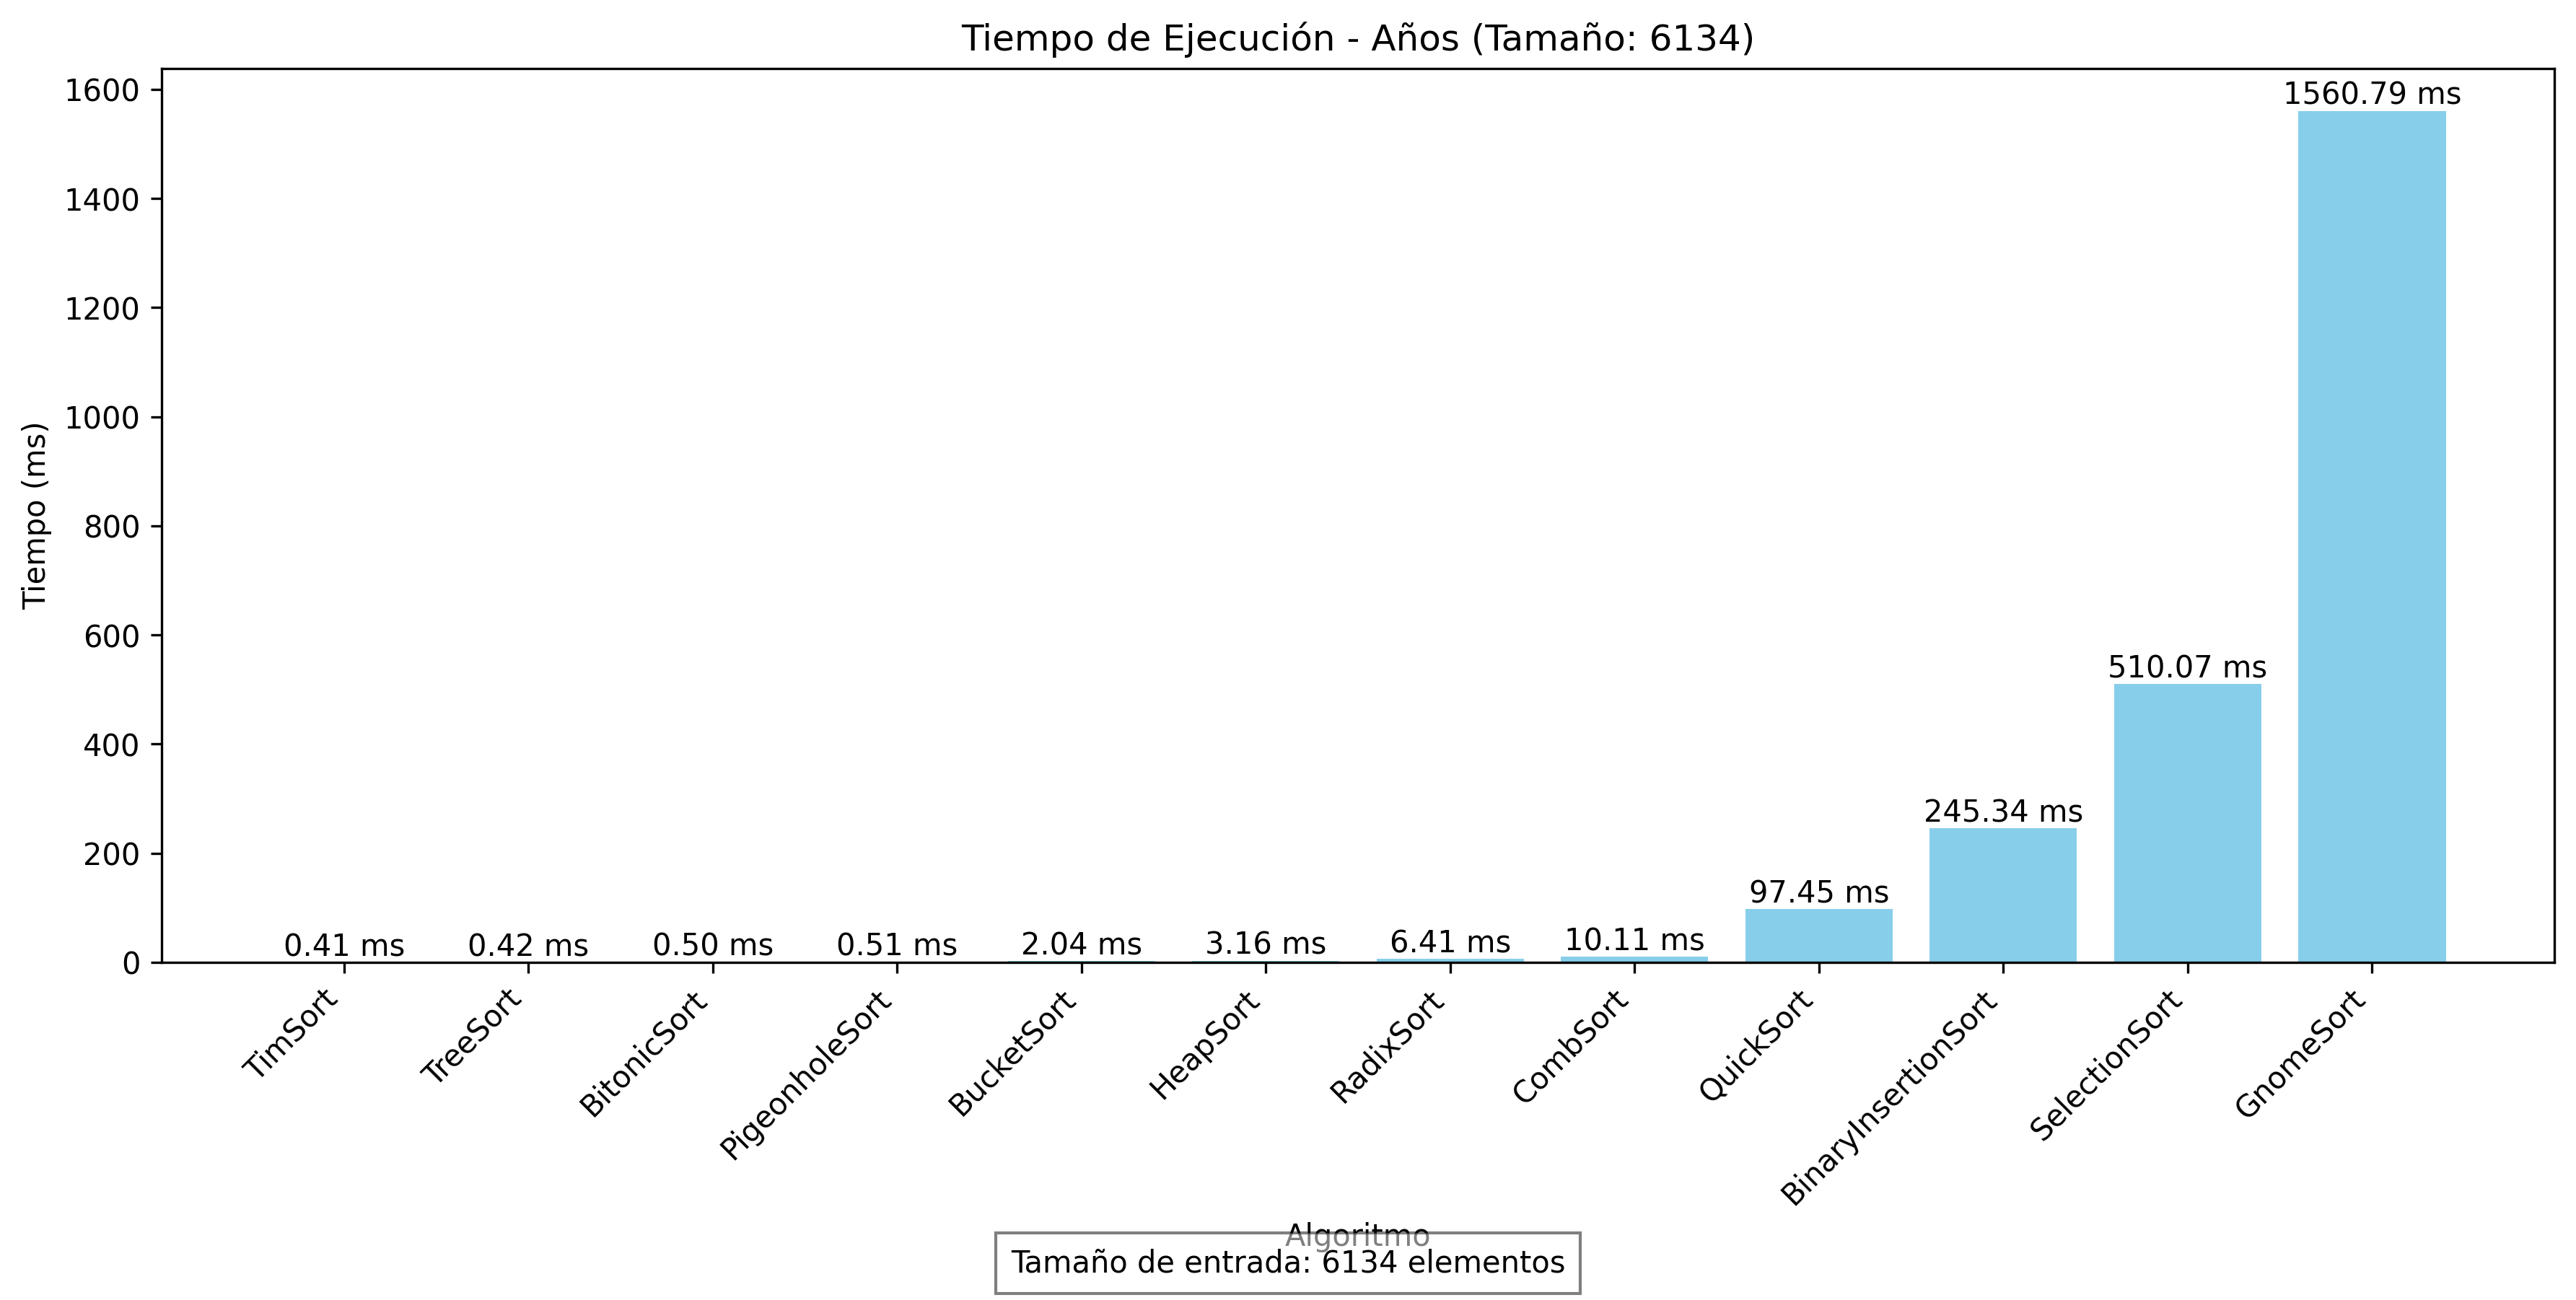 Tiempo de Ejecución - Años (Tamaño: 6134)
Tiempo (ms)
1600
1400
1200
1000
800
600
400
200
0
0.41 ms
0.42 ms
0.50 ms
0.51 ms
2.04 ms
3.16 ms
6.41 ms
10.11 ms
97.45 ms
245.34 ms
510.07 ms
1560.79 ms
TimSort
TreeSort
BitonicSort
PigeonholeSort
BucketSort
HeapSort
RadixSort
CombSort
QuickSort
BinaryInsertionSort
SelectionSort
GnomeSort
Algoritmo
Tamaño de entrada: 6134 elementos